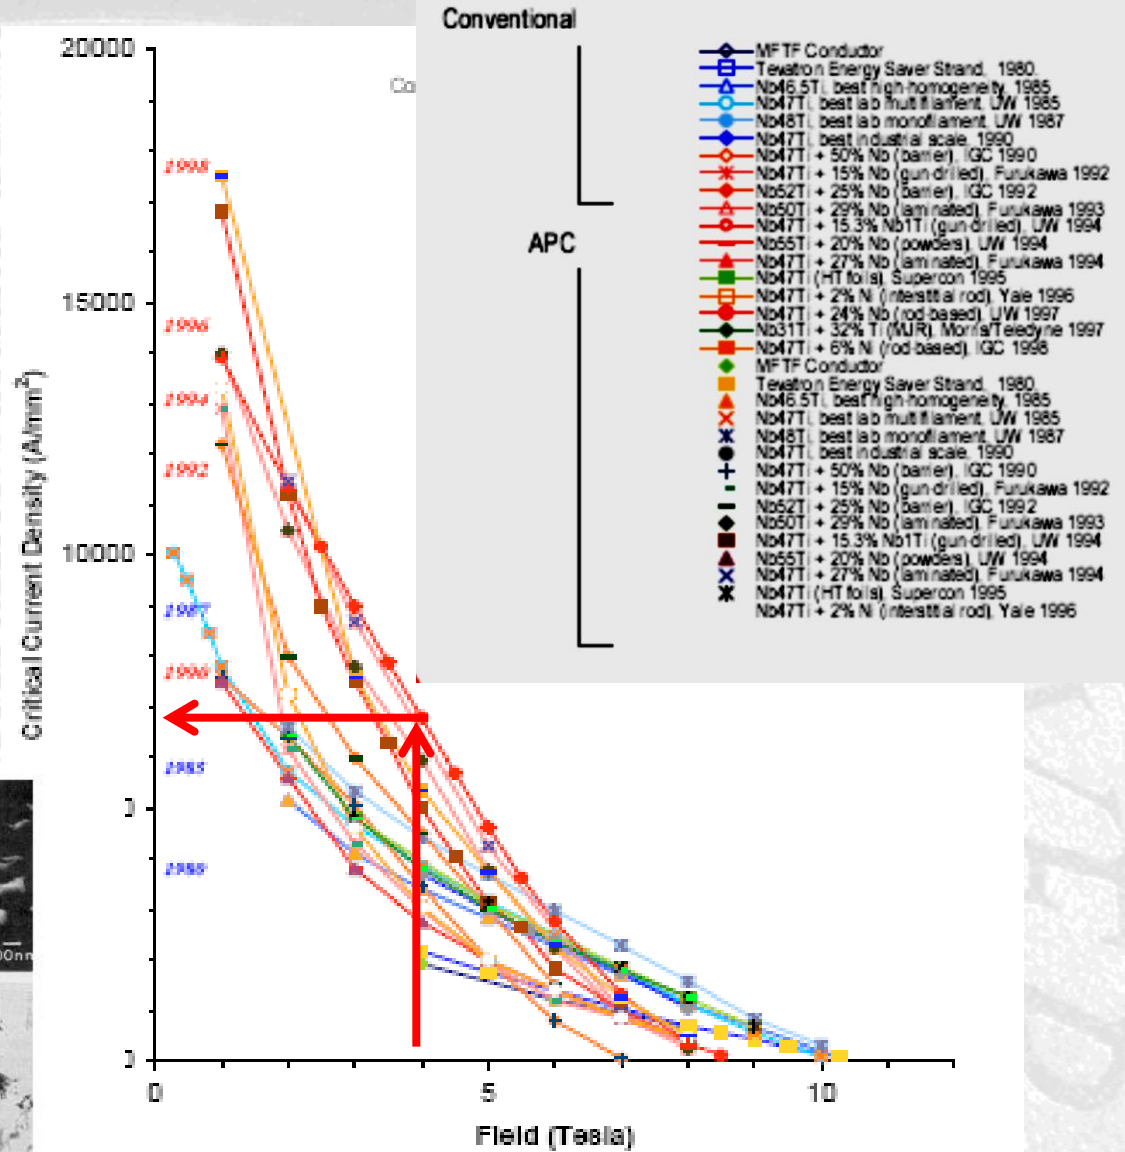 Conventional
20000
MFTF Conductor
Tewatron Energy Saver Strand, 1980.
Nb46.5Ti, best high-homogeneity, 1985
Nb47Ti, best lab multifilament, UW 1985
Nb48Ti, best lab monofilament, UW 1987
Nb47Ti, best industrial scale, 1990
Nb47Ti + 50% Nb (barrier), IGC 1990
Nb47Ti + 15% Nb (gun-drilled), Furukawa 1992
Nb52Ti + 25% Nb (barrier), IGC 1992
Nb50Ti + 29% Nb (laminated), Furukawa 1993
Nb47Ti + 15.3% Nb1Ti (gun-drilled), UW 1994
APC
Nb55Ti + 20% Nb (powders), UW 1994
Nb47Ti + 27% Nb (laminated), Furukawa 1994
Nb47Ti (HT foils), Supercon 1995
Nb47Ti + 2% Ni (interstitial rod), Yale 1996
Nb47Ti + 24% Nb (rod-based), UW 1997
Nb31Ti + 32% Ti (MJR), Morris/Teledyne 1997
Nb47Ti + 6% Ni (rod-based), IGC 1998
MFTF Conductor
Tewatron Energy Saver Strand, 1980.
Nb46.5Ti, best high-homogeneity, 1985
Nb47Ti, best lab multifilament, UW 1985
Nb48Ti, best lab monofilament, UW 1987
Nb47Ti, best industrial scale, 1990
Nb47Ti + 50% Nb (barrier), IGC 1990
Nb47Ti + 15% Nb (gun-drilled), Furukawa 1992
Nb52Ti + 25% Nb (barrier), IGC 1992
Nb50Ti + 29% Nb (laminated), Furukawa 1993
Nb47Ti + 15.3% Nb1Ti (gun-drilled), UW 1994
Nb55Ti + 20% Nb (powders), UW 1994
Nb47Ti + 27% Nb (laminated), Furukawa 1994
Nb47Ti (HT foils), Supercon 1995
Nb47Ti + 2% Ni (interstitial rod), Yale 1996
1998
15000
1996
1994
1992
Critical Current Density (A/mm²)
10000
1987
1990
1985
0
0
5
10
Field (Tesla)